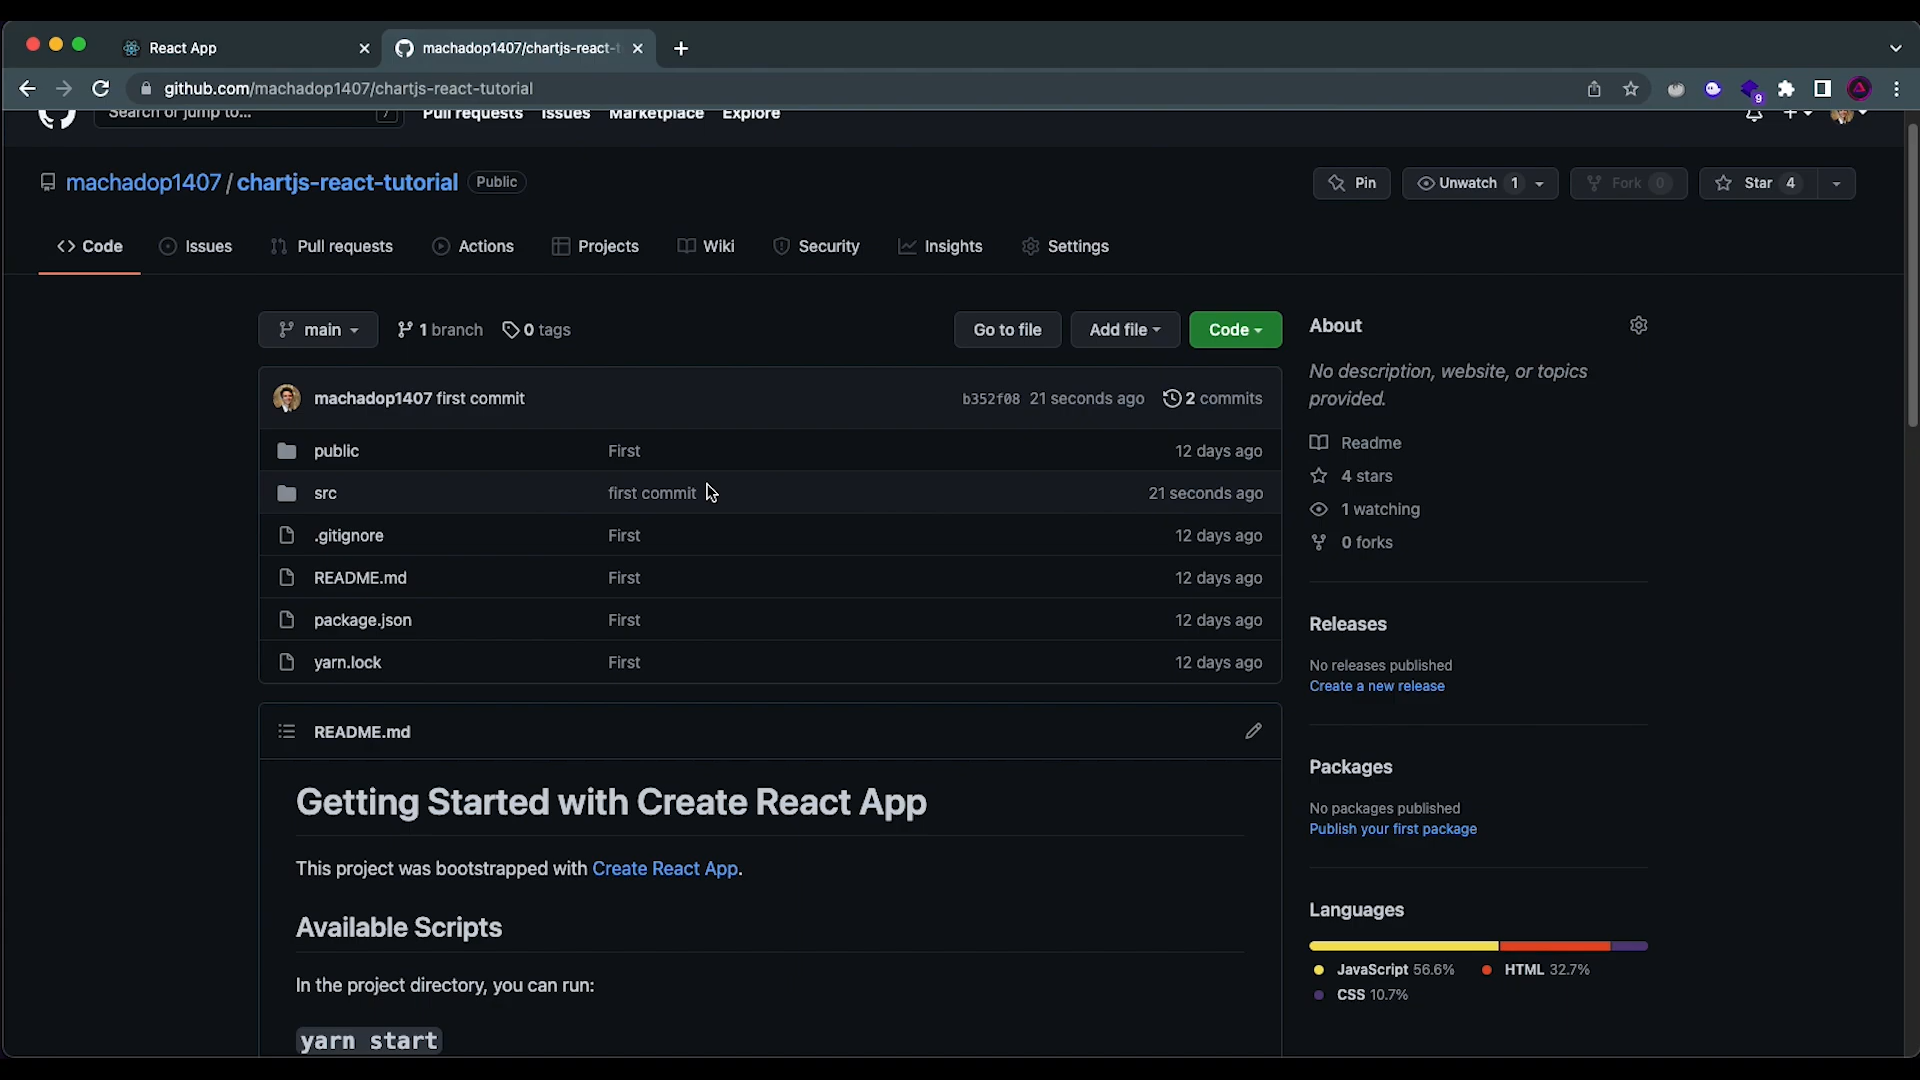 React App
machadop1407/chartjs-react-t
github.com/machadop1407/chartjs-react-tutorial
9
Search or jump to... /
Pull requests Issues Marketplace Explore
machadop1407 / chartjs-react-tutorial Public
Pin
Unwatch 1
Fork 0
Star 4
<> Code
Issues
Pull requests
Actions
Projects
Wiki
Security
Insights
Settings
main
1 branch
0 tags
Go to file
Add file
Code
machadop1407 first commit b352f08 21 seconds ago 2 commits
public First 12 days ago
src first commit 21 seconds ago
.gitignore First 12 days ago
README.md First 12 days ago
package.json First 12 days ago
yarn.lock First 12 days ago
README.md
Getting Started with Create React App
This project was bootstrapped with Create React App.
Available Scripts
In the project directory, you can run:
yarn start
About
No description, website, or topics
provided.
Readme
4 stars
1 watching
0 forks
Releases
No releases published
Create a new release
Packages
No packages published
Publish your first package
Languages
JavaScript 56.6% HTML 32.7%
CSS 10.7%